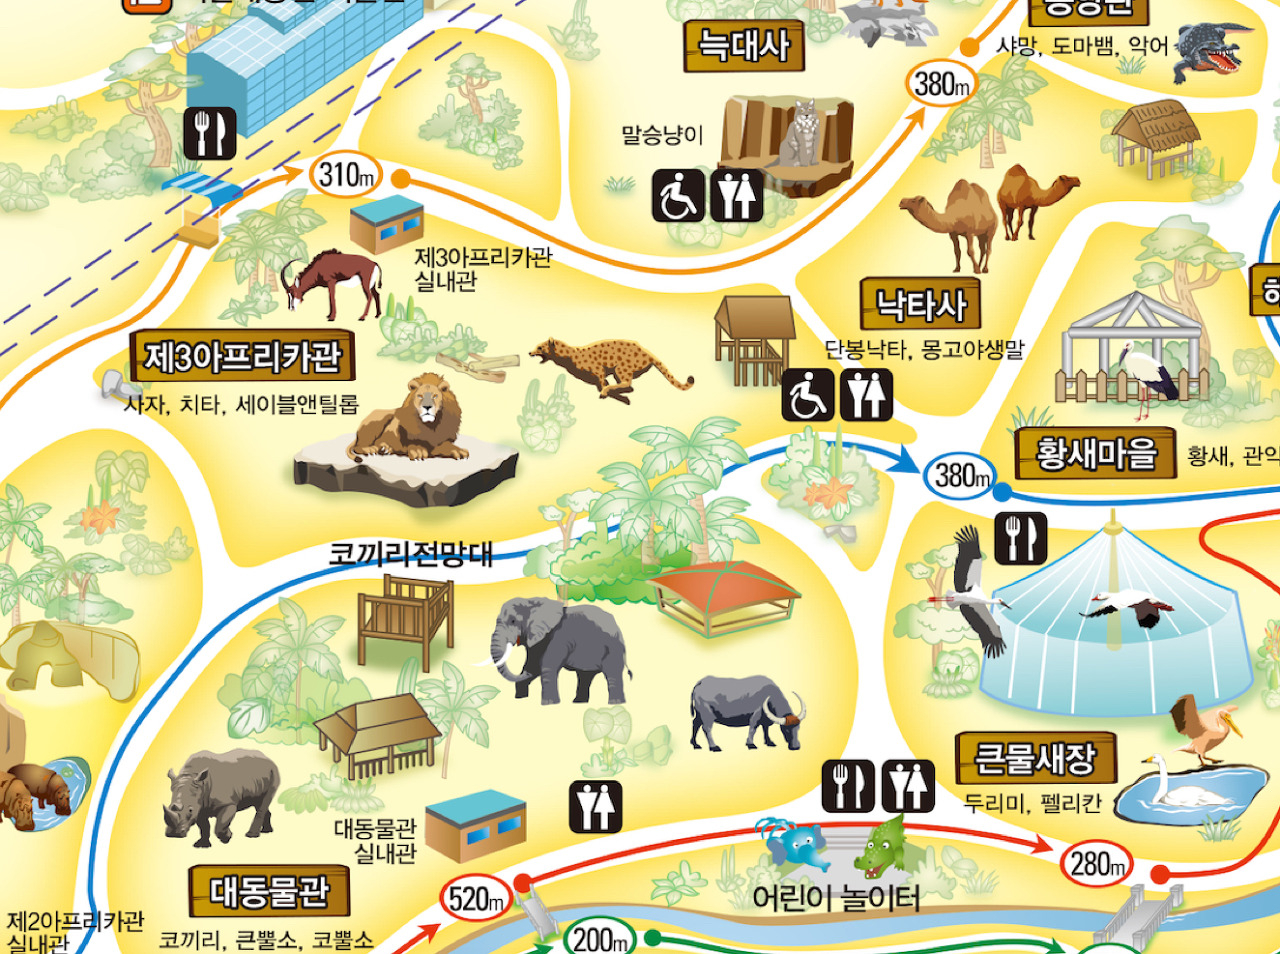 늑대사
샤망, 도마뱀, 악어
380m
말승냥이
310m
제3아프리카관
실내관
낙타사
단봉낙타, 몽고야생말
제3아프리카관
사자, 치타, 세이블앤틸롭
황새마을
황새, 관악
380m
코끼리전망대
큰물새장
두리미, 펠리칸
대동물관
실내관
280m
대동물관
코끼리, 큰뿔소, 코뿔소
520m
어린이 놀이터
제2아프리카관
실내관
200m